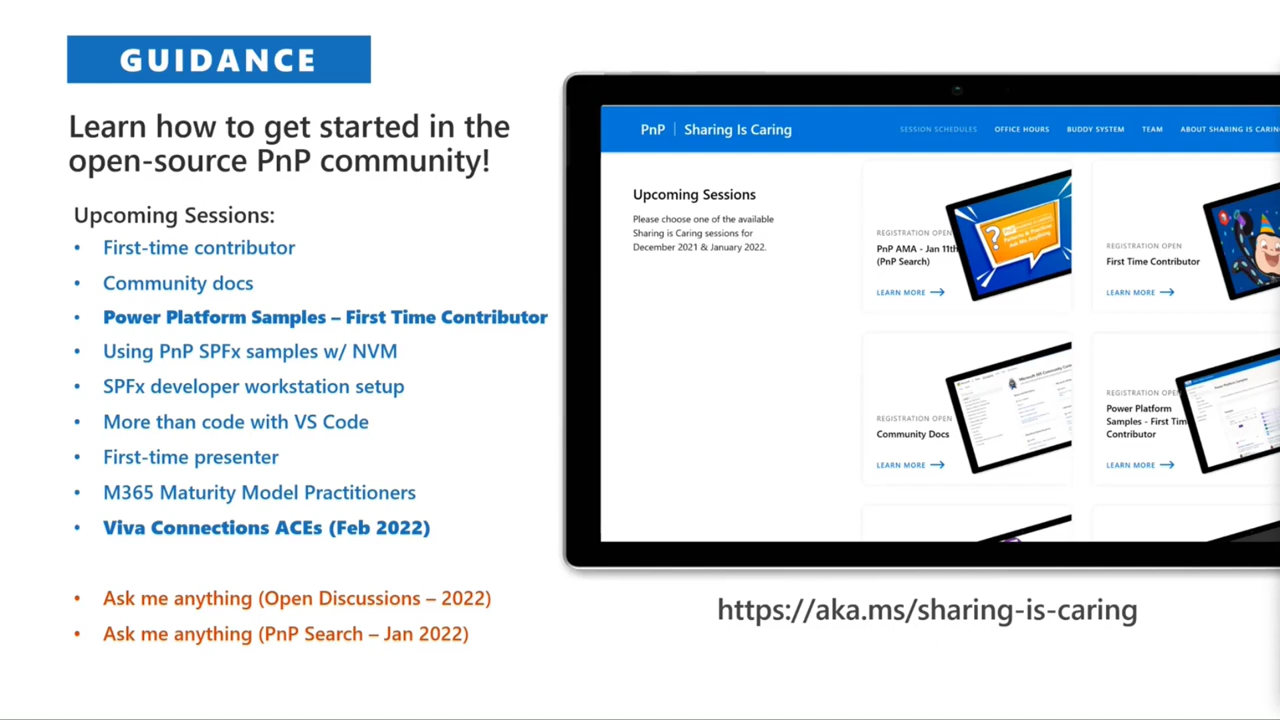 GUIDANCE
Learn how to get started in the
open-source PnP community!
Upcoming Sessions:
• First-time contributor
• Community docs
• Power Platform Samples – First Time Contributor
• Using PnP SPFx samples w/ NVM
• SPFx developer workstation setup
• More than code with VS Code
• First-time presenter
• M365 Maturity Model Practitioners
• Viva Connections ACEs (Feb 2022)
• Ask me anything (Open Discussions – 2022)
• Ask me anything (PnP Search – Jan 2022)
PnP | Sharing Is Caring
SESSION SCHEDULES OFFICE HOURS BUDDY SYSTEM TEAM ABOUT SHARING IS CARING
Upcoming Sessions
Please choose one of the available
Sharing is Caring sessions for
December 2021 & January 2022.
REGISTRATION OPEN
PnP AMA - Jan 11th
(PnP Search)
LEARN MORE
REGISTRATION OPEN
First Time Contributor
LEARN MORE
REGISTRATION OPEN
Community Docs
LEARN MORE
REGISTRATION OPEN
Power Platform
Samples - First Tim
Contributor
LEARN MORE
https://aka.ms/sharing-is-caring